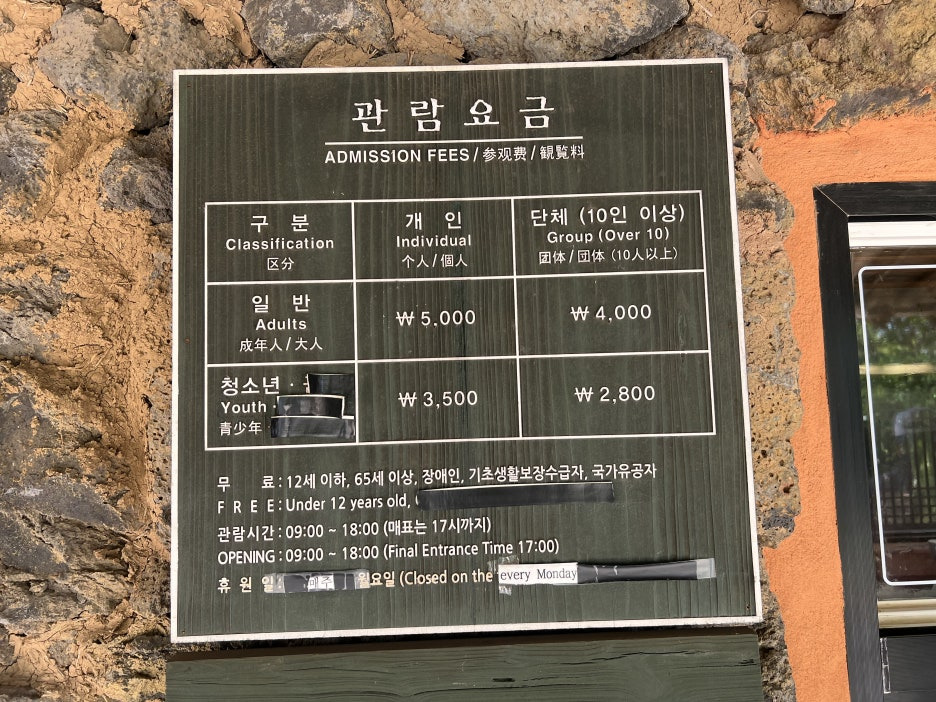 관람요금
ADMISSION FEES / 参观费 / 観覧料
구 분
Classification
区分
개 인
Individual
个人 / 個人
단체 (10인 이상)
Group (Over 10)
团体 / 団体 (10人以上)
일 반
Adults
成年人 / 大人
₩ 5.000
₩ 4,000
청소년 ·
Youth
青少年
₩ 3,500
₩ 2,800
무 료 : 12세 이하, 65세 이상, 장애인, 기초생활보장수급자, 국가유공자
F R E E : Under 12 years old,
관람시간 : 09:00 ~ 18:00 (매표는 17시까지)
OPENING : 09:00 ~ 18:00 (Final Entrance Time 17:00)
휴 원 일 매주 월요일 (Closed on the every Monday